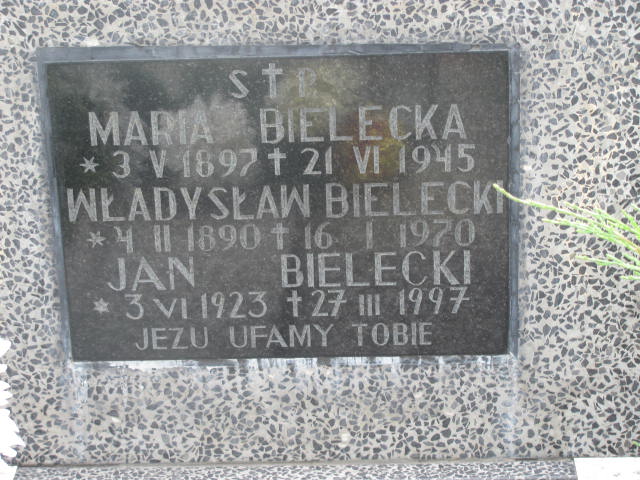 S † P
MARIA BIELECKA
* 3 V 1897 † 21 VI 1945
WŁADYSŁAW BIELECKI
* 4 II 1890 † 16 I 1970
JAN BIELECKI
* 3 VI 1923 † 27 III 1997
JEZU UFAMY TOBIE